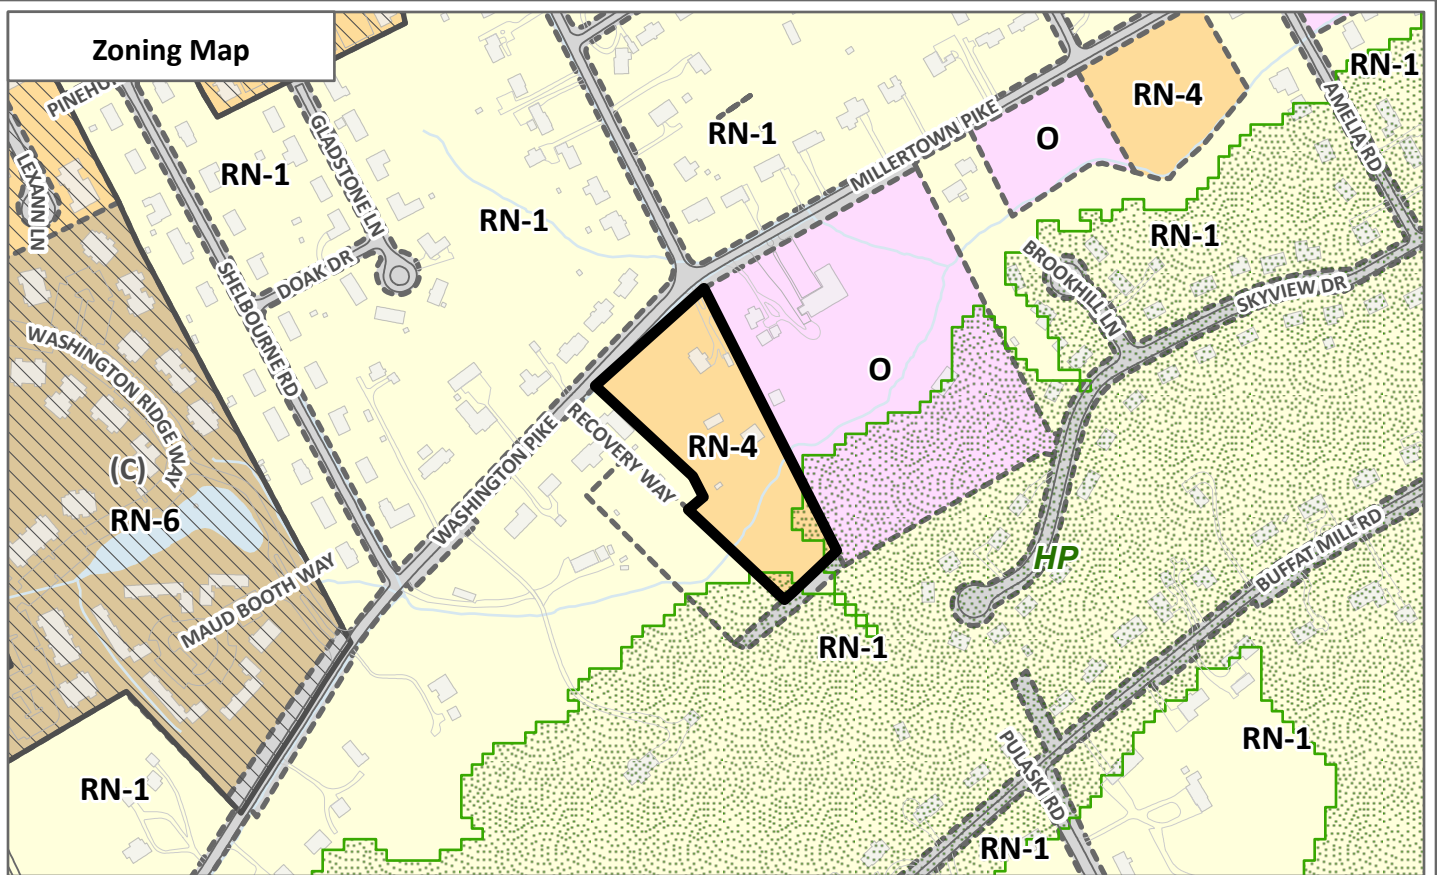 Zoning Map
RN-1
RN-4
PINEHU
AMELIA RD
RN-1
O
MILLERTOWN PIKE
GLADSTONE LN
RN-1
LEXANN LN
RN-1
RN-1
BROOKHILL LN
DOAK DR
SHELBOURNE RD
SKYVIEW DR
WASHINGTON RIDGE WAY
O
RECOVERY WAY
WASHINGTON PIKE
RN-4
(C)
RN-6
BUFFAT MILL RD
HP
MAUD BOOTH WAY
RN-1
RN-1
PULASKI RD
RN-1
RN-1